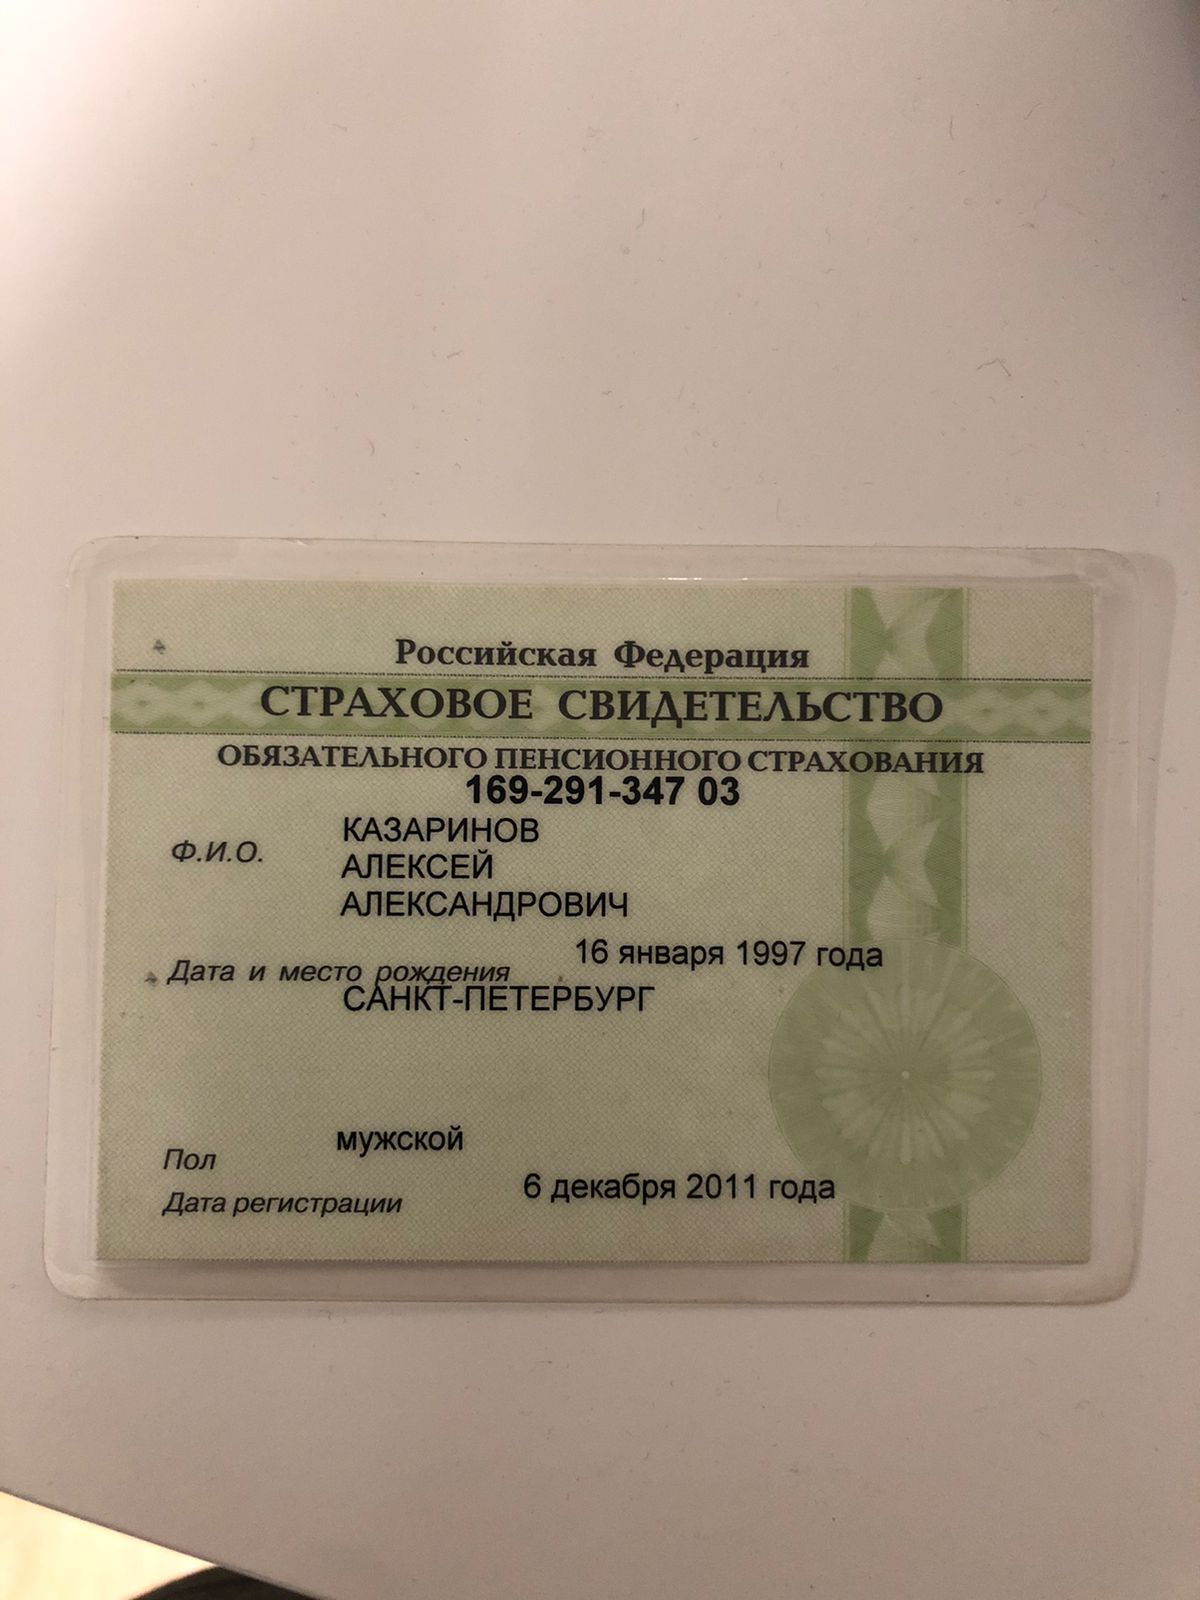 Российская Федерация
СТРАХОВОЕ СВИДЕТЕЛЬСТВО
ОБЯЗАТЕЛЬНОГО ПЕНСИОННОГО СТРАХОВАНИЯ
169-291-347 03
Ф.И.О. КАЗАРИНОВ
АЛЕКСЕЙ
АЛЕКСАНДРОВИЧ
Дата и место рождения 16 января 1997 года
САНКТ-ПЕТЕРБУРГ
Пол мужской
Дата регистрации 6 декабря 2011 года